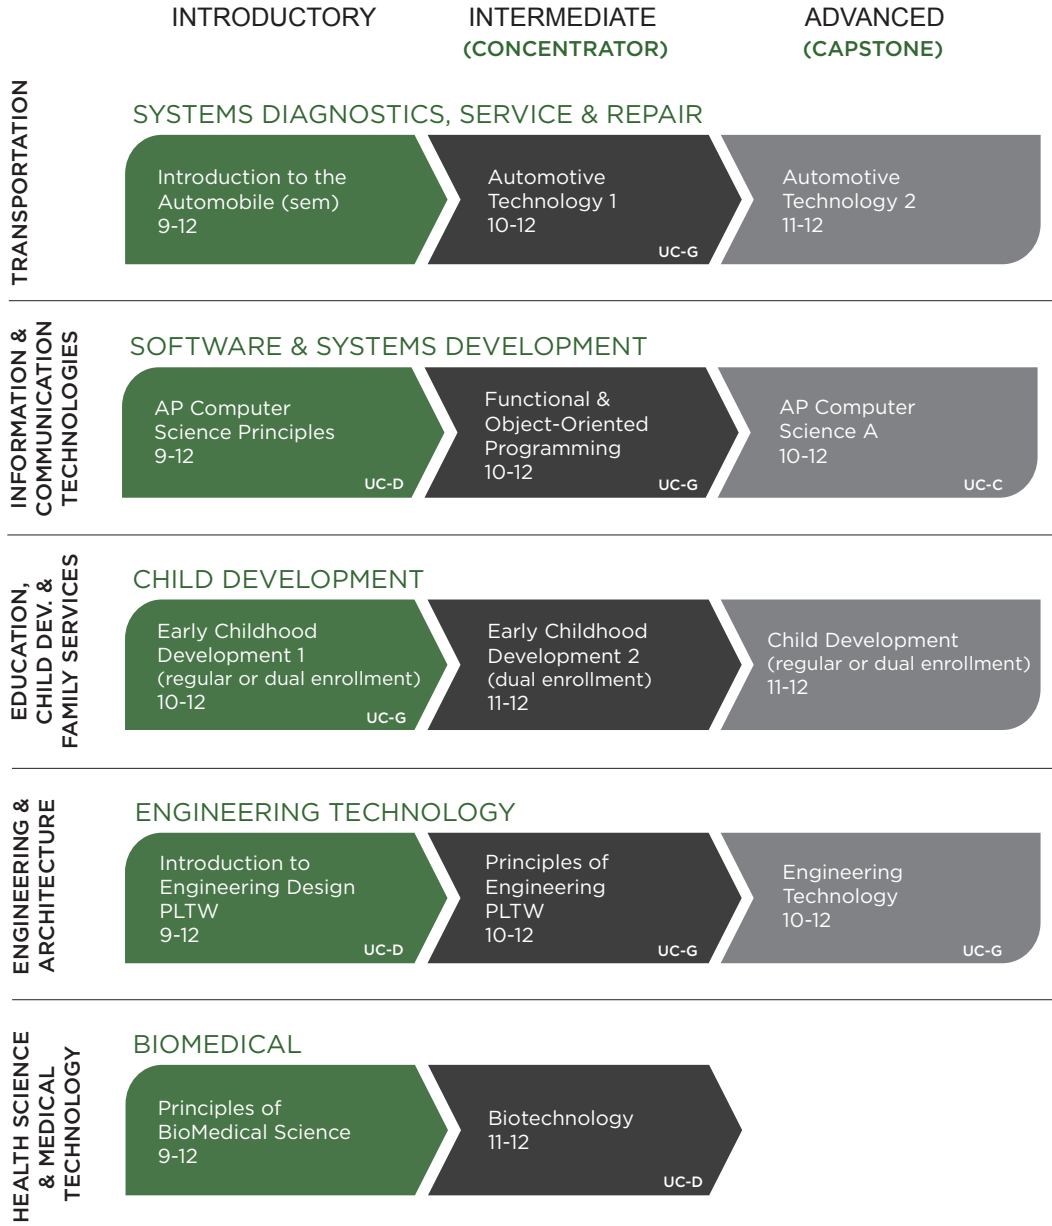 INTRODUCTORY
INTERMEDIATE
(CONCENTRATOR)
ADVANCED
(CAPSTONE)
TRANSPORTATION
SYSTEMS DIAGNOSTICS, SERVICE & REPAIR
Introduction to the
Automobile (sem)
9-12
Automotive
Technology 1
10-12
UC-G
Automotive
Technology 2
11-12
INFORMATION &
COMMUNICATION
TECHNOLOGIES
SOFTWARE & SYSTEMS DEVELOPMENT
AP Computer
Science Principles
9-12
UC-D
Functional &
Object-Oriented
Programming
10-12
UC-G
AP Computer
Science A
10-12
UC-C
EDUCATION,
CHILD DEV. &
FAMILY SERVICES
CHILD DEVELOPMENT
Early Childhood
Development 1
(regular or dual enrollment)
10-12
UC-G
Early Childhood
Development 2
(dual enrollment)
11-12
Child Development
(regular or dual enrollment)
11-12
ENGINEERING &
ARCHITECTURE
ENGINEERING TECHNOLOGY
Introduction to
Engineering Design
PLTW
9-12
UC-D
Principles of
Engineering
PLTW
10-12
UC-G
Engineering
Technology
10-12
UC-G
HEALTH SCIENCE
& MEDICAL
TECHNOLOGY
BIOMEDICAL
Principles of
BioMedical Science
9-12
Biotechnology
11-12
UC-D